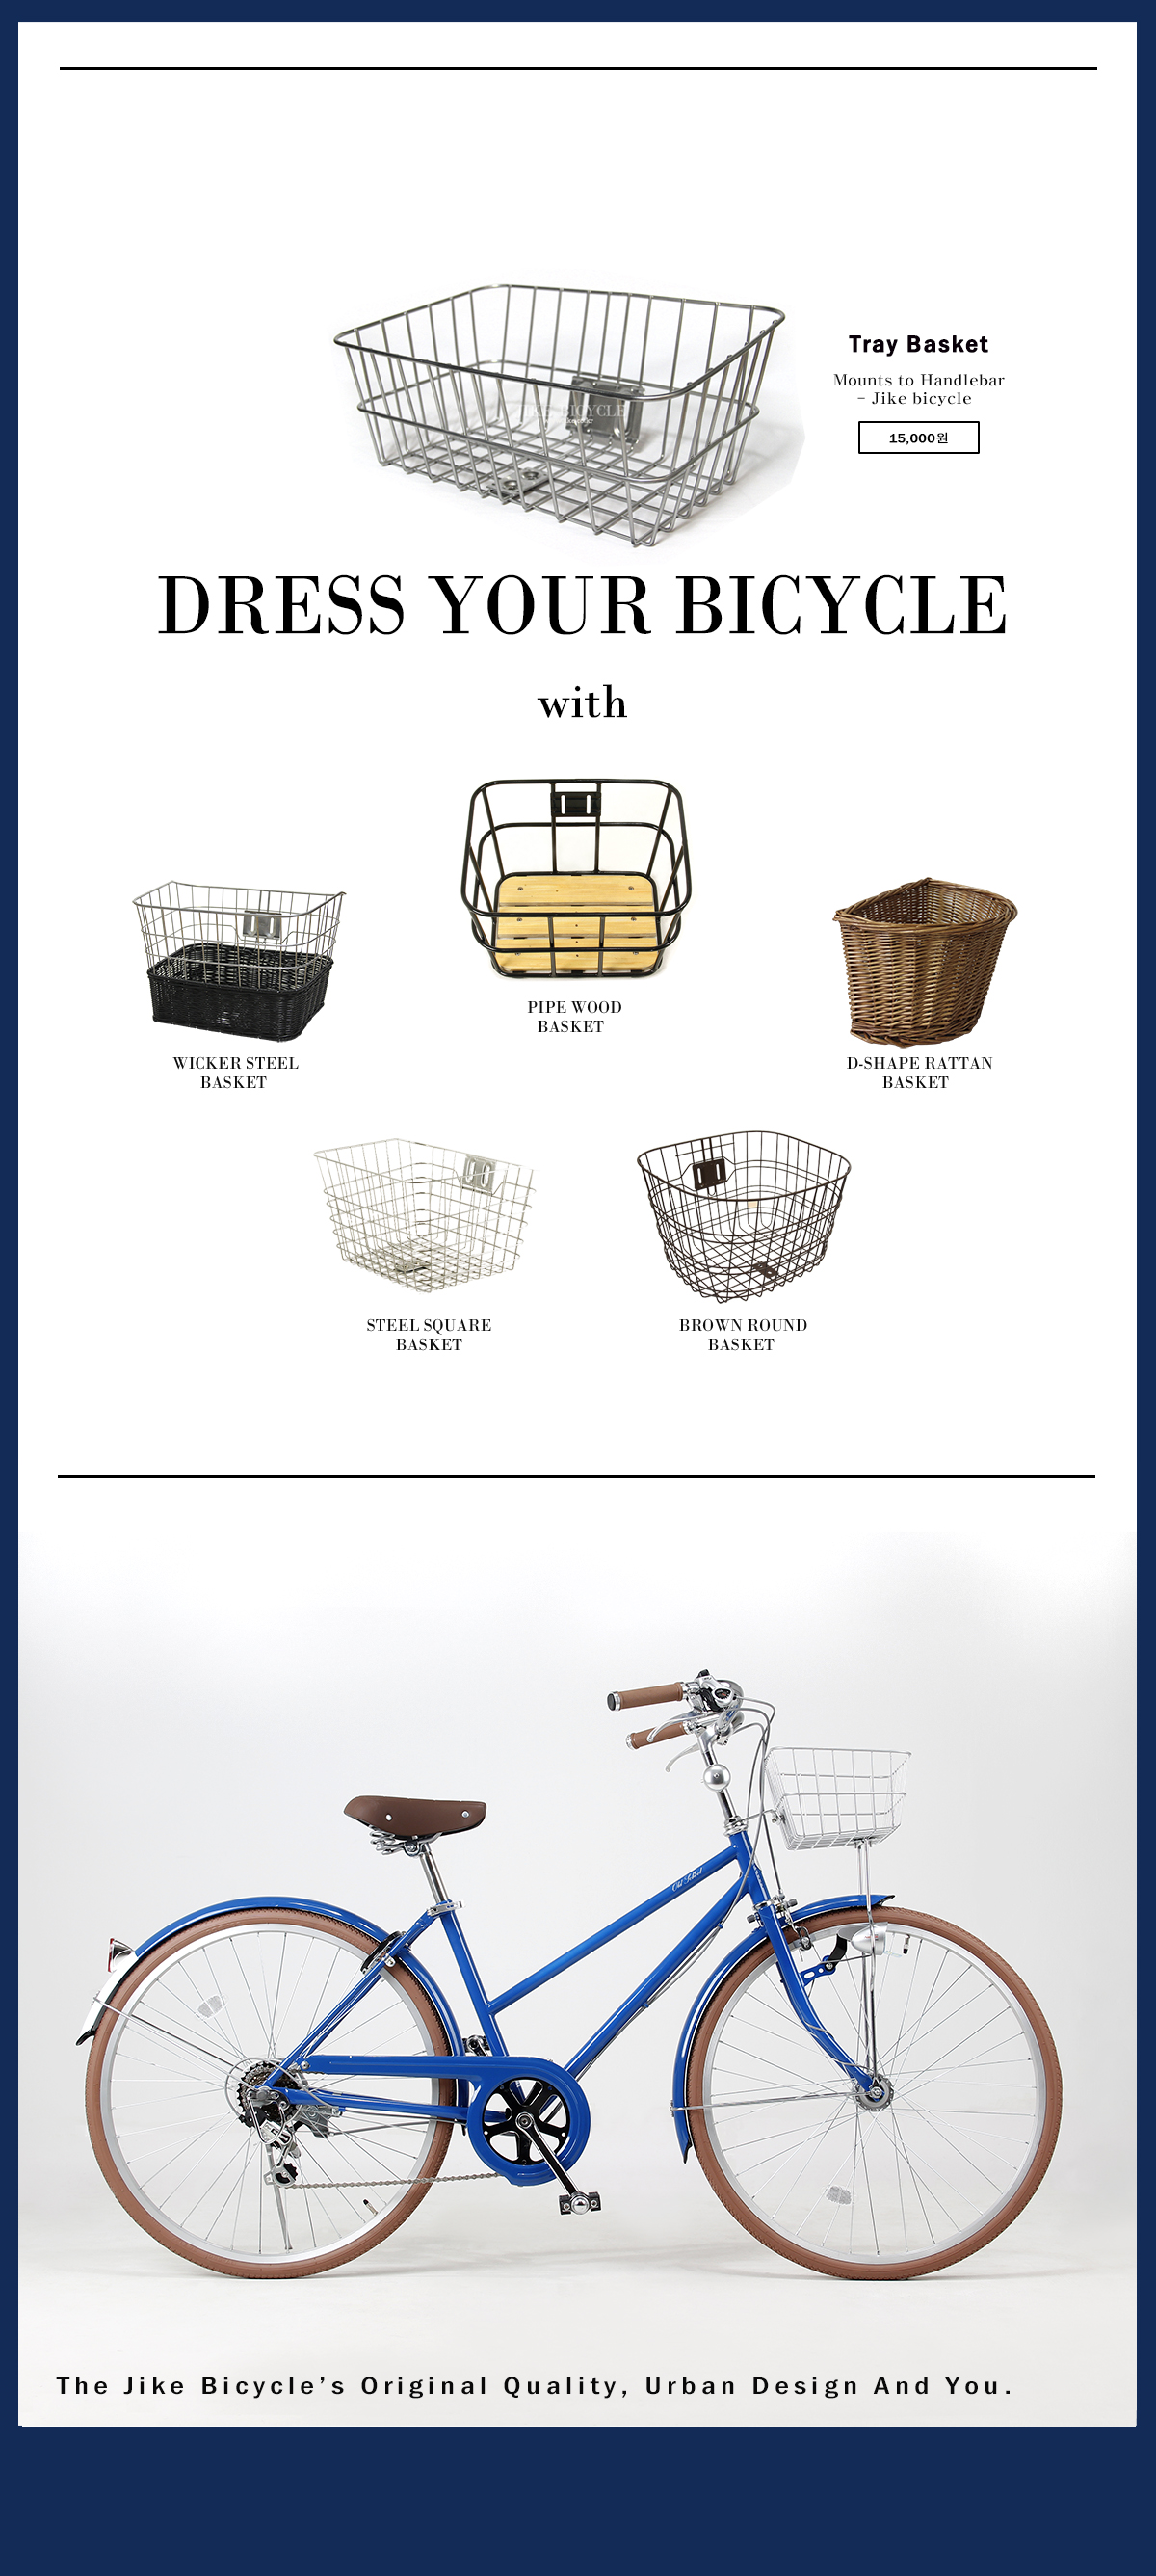 Tray Basket
Mounts to Handlebar
– Jike bicycle
15,000원
JIKE BICYCLE
DRESS YOUR BICYCLE
with
PIPE WOOD
BASKET
WICKER STEEL
BASKET
D-SHAPE RATTAN
BASKET
STEEL SQUARE
BASKET
BROWN ROUND
BASKET
The Jike Bicycle’s Original Quality, Urban Design And You.